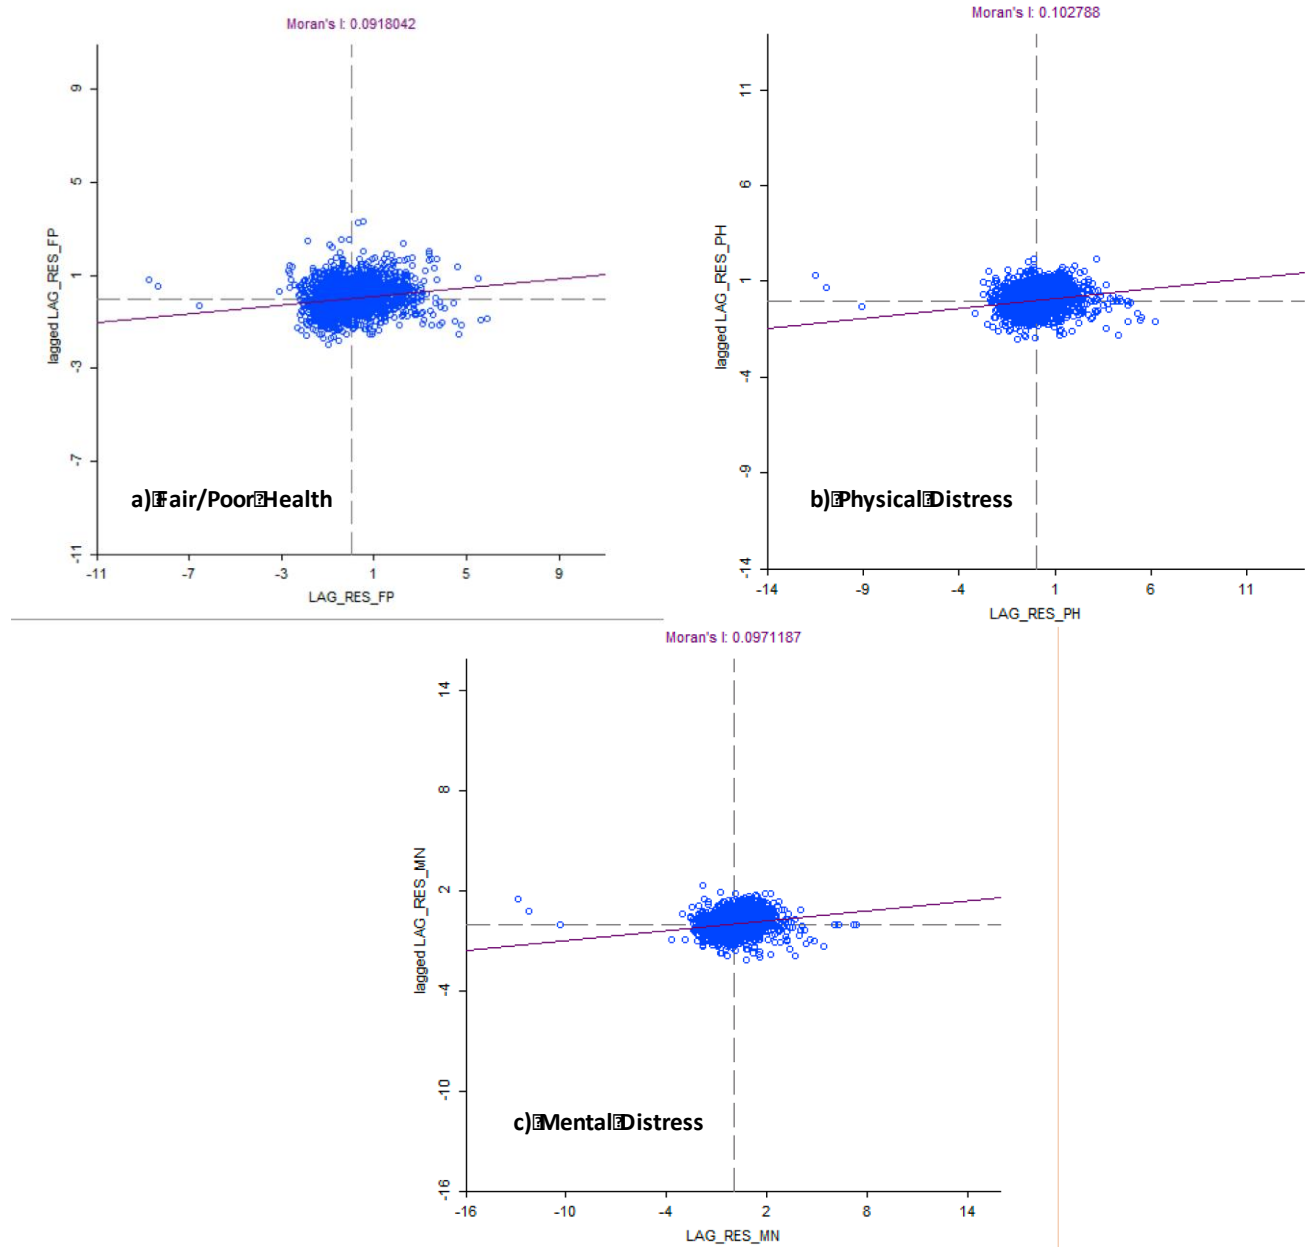 Moran's I: 0.0918042
9
5
1
-3
-7
-11
lagged LAG_RES_FP
a) Fair/Poor Health
-11 -7 -3 1 5 9
LAG_RES_FP
Moran's I: 0.102788
11
6
1
-4
-9
-14
lagged LAG_RES_PH
b) Physical Distress
-14 -9 -4 1 6 11
LAG_RES_PH
Moran's I: 0.0971187
14
8
2
-4
-10
-16
lagged LAG_RES_MN
c) Mental Distress
-16 -10 -4 2 8 14
LAG_RES_MN